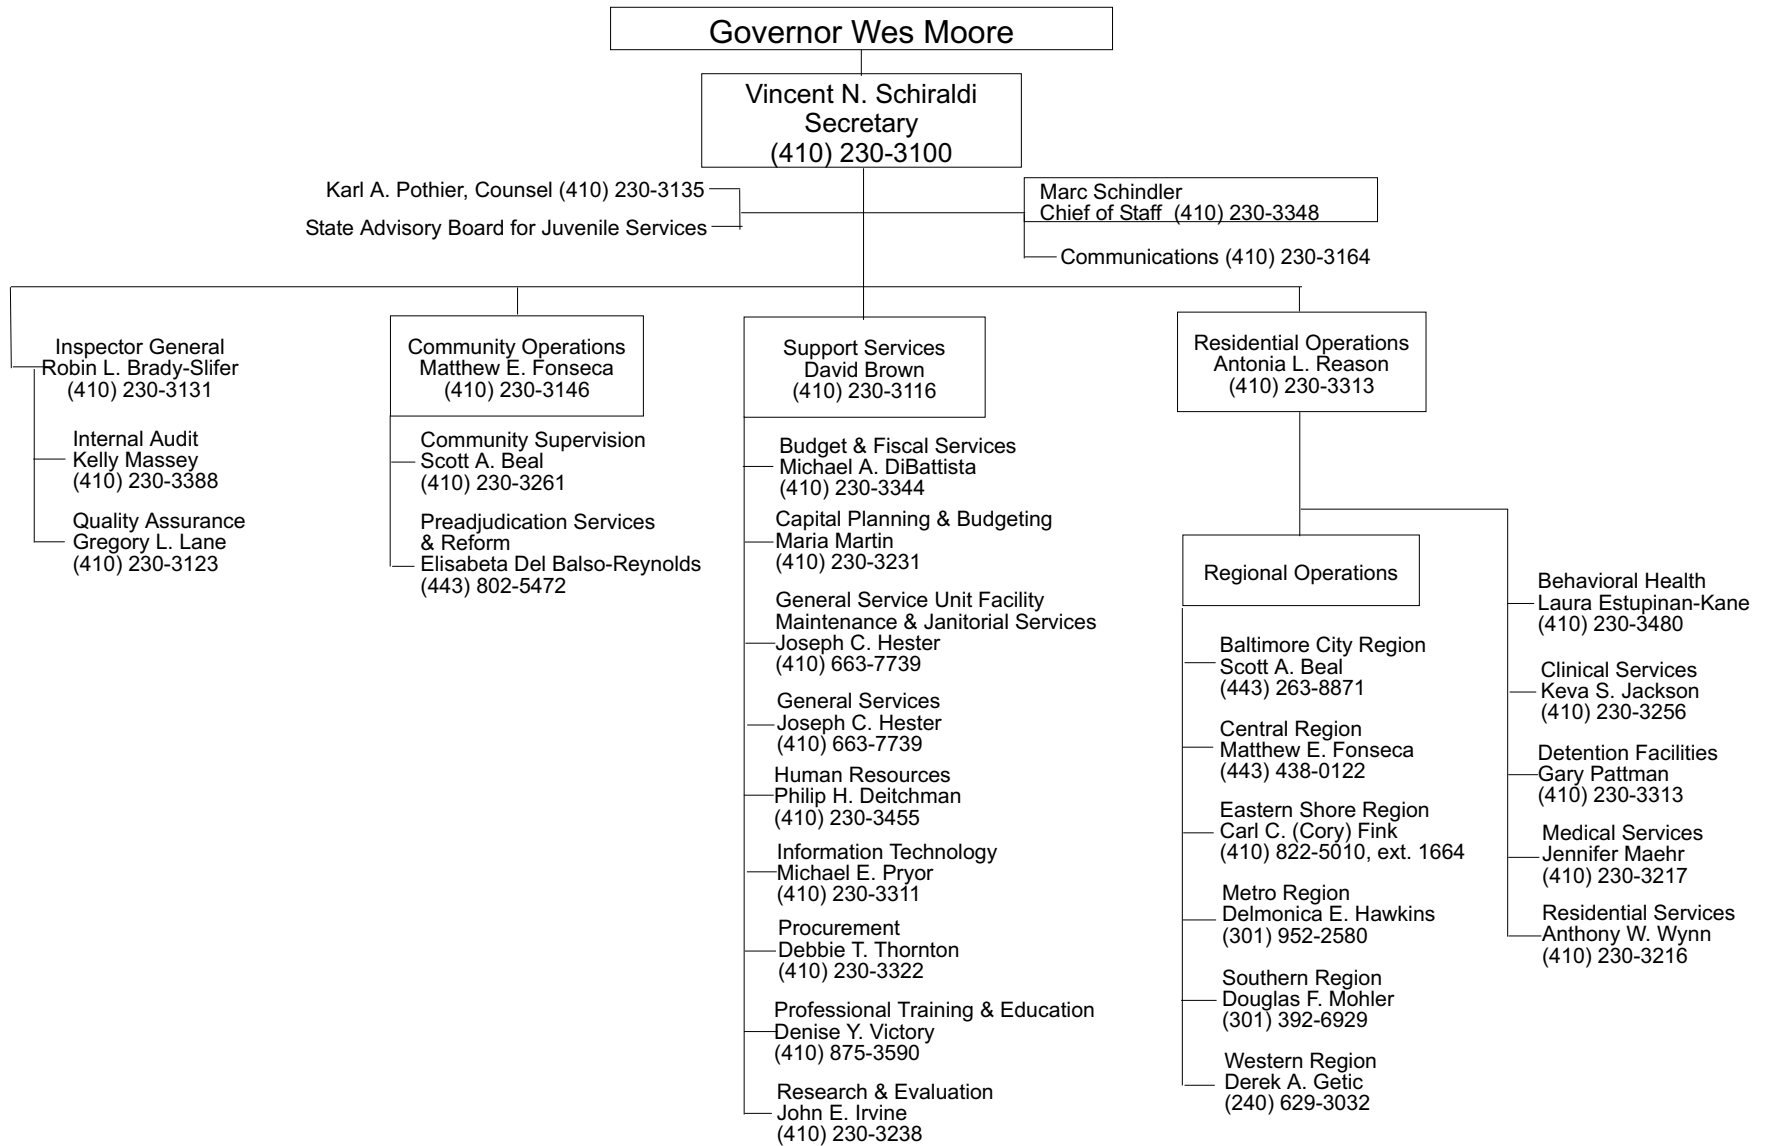 Governor Wes Moore
Vincent N. Schiraldi
Secretary
(410) 230-3100
Karl A. Pothier, Counsel (410) 230-3135
State Advisory Board for Juvenile Services
Marc Schindler
Chief of Staff (410) 230-3348
Communications (410) 230-3164
Inspector General
Robin L. Brady-Slifer
(410) 230-3131
Internal Audit
Kelly Massey
(410) 230-3388
Quality Assurance
Gregory L. Lane
(410) 230-3123
Community Operations
Matthew E. Fonseca
(410) 230-3146
Community Supervision
Scott A. Beal
(410) 230-3261
Preadjudication Services
& Reform
Elisabeta Del Balso-Reynolds
(443) 802-5472
Support Services
David Brown
(410) 230-3116
Budget & Fiscal Services
Michael A. DiBattista
(410) 230-3344
Capital Planning & Budgeting
Maria Martin
(410) 230-3231
General Service Unit Facility
Maintenance & Janitorial Services
Joseph C. Hester
(410) 663-7739
General Services
Joseph C. Hester
(410) 663-7739
Human Resources
Philip H. Deitchman
(410) 230-3455
Information Technology
Michael E. Pryor
(410) 230-3311
Procurement
Debbie T. Thornton
(410) 230-3322
Professional Training & Education
Denise Y. Victory
(410) 875-3590
Research & Evaluation
John E. Irvine
(410) 230-3238
Residential Operations
Antonia L. Reason
(410) 230-3313
Regional Operations
Baltimore City Region
Scott A. Beal
(443) 263-8871
Central Region
Matthew E. Fonseca
(443) 438-0122
Eastern Shore Region
Carl C. (Cory) Fink
(410) 822-5010, ext. 1664
Metro Region
Delmonica E. Hawkins
(301) 952-2580
Southern Region
Douglas F. Mohler
(301) 392-6929
Western Region
Derek A. Getic
(240) 629-3032
Behavioral Health
Laura Estupinan-Kane
(410) 230-3480
Clinical Services
Keva S. Jackson
(410) 230-3256
Detention Facilities
Gary Pattman
(410) 230-3313
Medical Services
Jennifer Maehr
(410) 230-3217
Residential Services
Anthony W. Wynn
(410) 230-3216